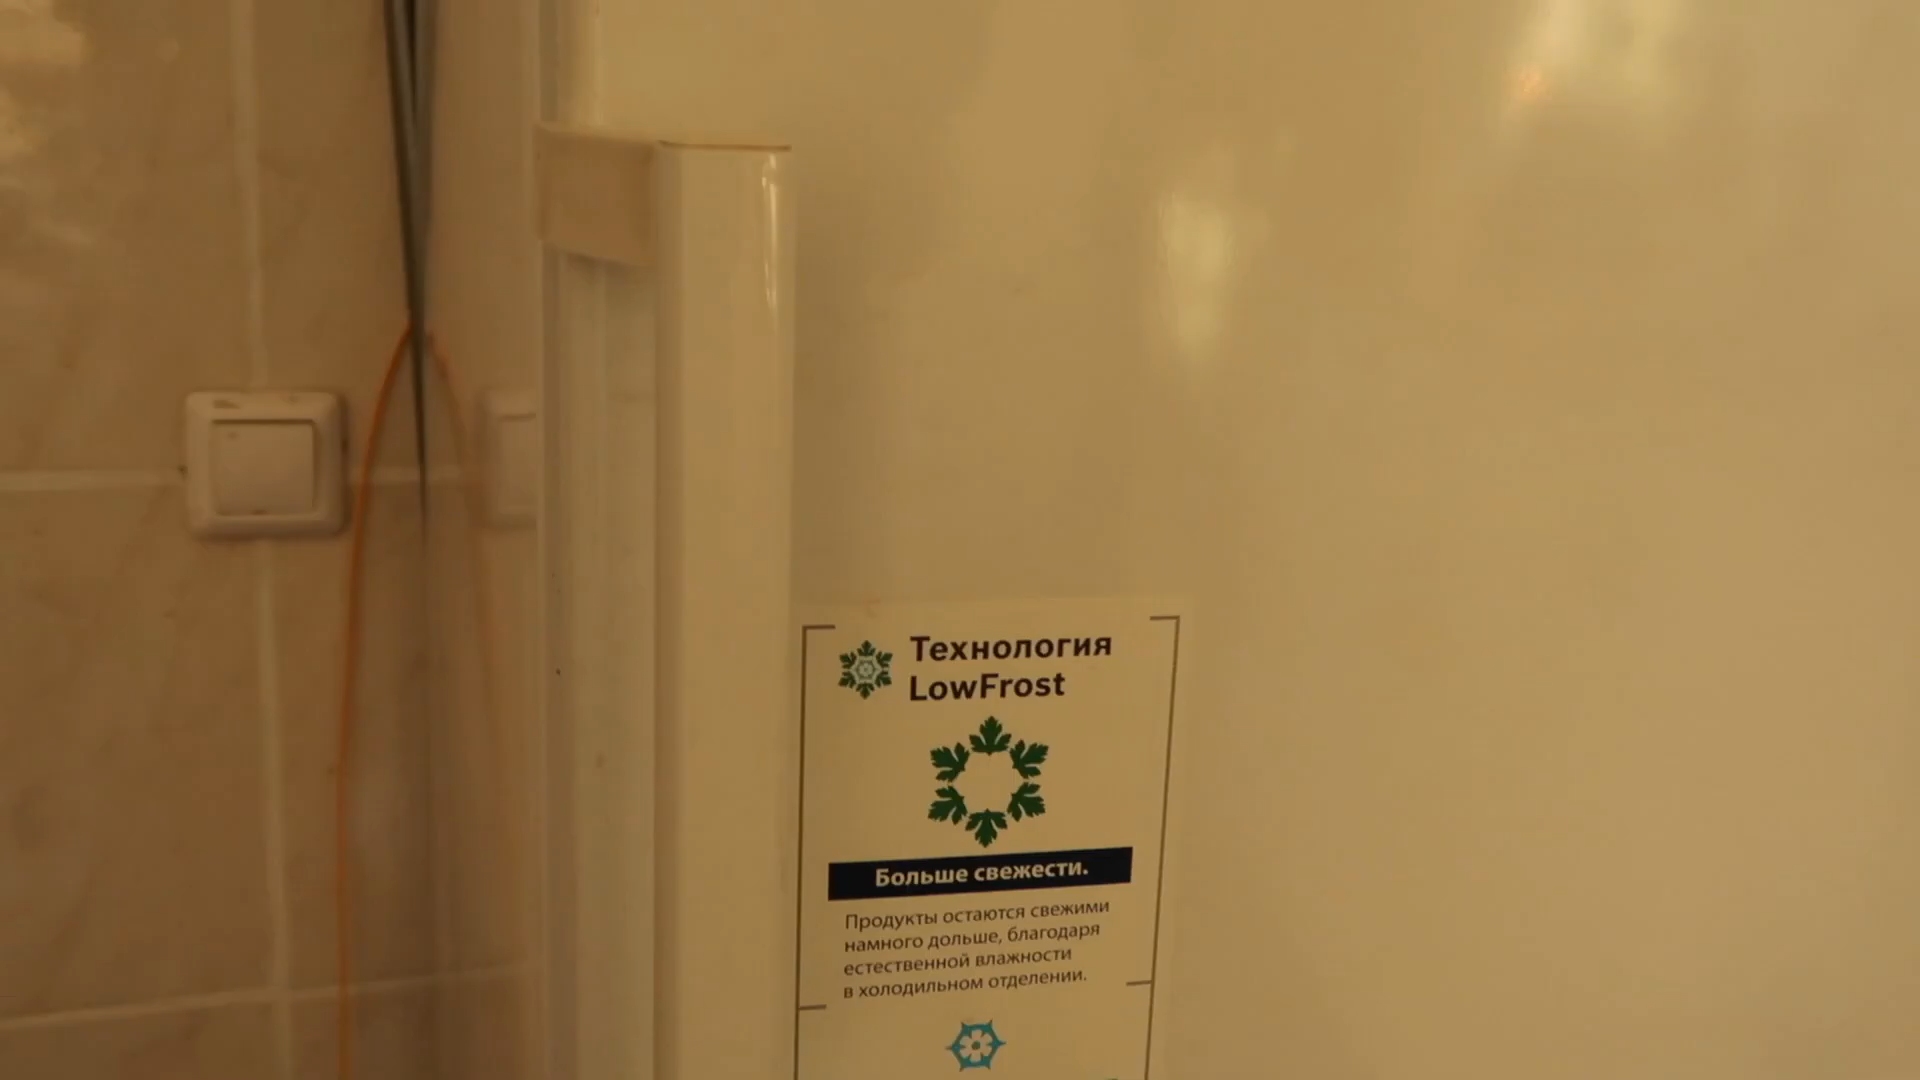 Технология
LowFrost
Больше свежести.
Продукты остаются свежими
намного дольше, благодаря
естественной влажности
в холодильном отделении.